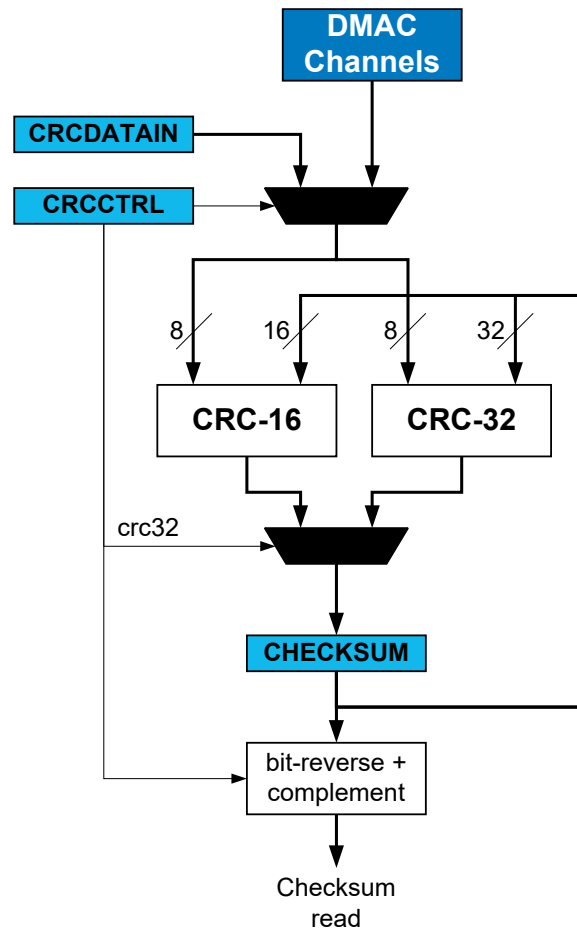 DMAC
Channels
CRCDATAIN
CRCCTRL
8
16
8
32
CRC-16
CRC-32
crc32
CHECKSUM
bit-reverse +
complement
Checksum
read